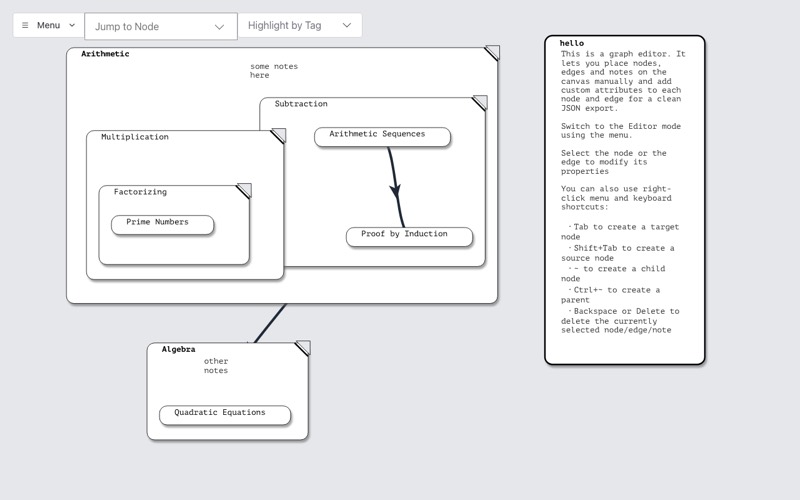 Menu
Jump to Node
Highlight by Tag
Arithmetic
some notes
here
Subtraction
Arithmetic Sequences
Multiplication
Factorizing
Prime Numbers
Proof by Induction
Algebra
other
notes
Quadratic Equations
hello
This is a graph editor. It
lets you place nodes,
edges and notes on the
canvas manually and add
custom attributes to each
node and edge for a clean
JSON export.
Switch to the Editor mode
using the menu.
Select the node or the
edge to modify its
properties
You can also use right-
click menu and keyboard
shortcuts:
· Tab to create a target
node
· Shift+Tab to create a
source node
· ~ to create a child
node
· Ctrl+~ to create a
parent
· Backspace or Delete to
delete the currently
selected node/edge/note